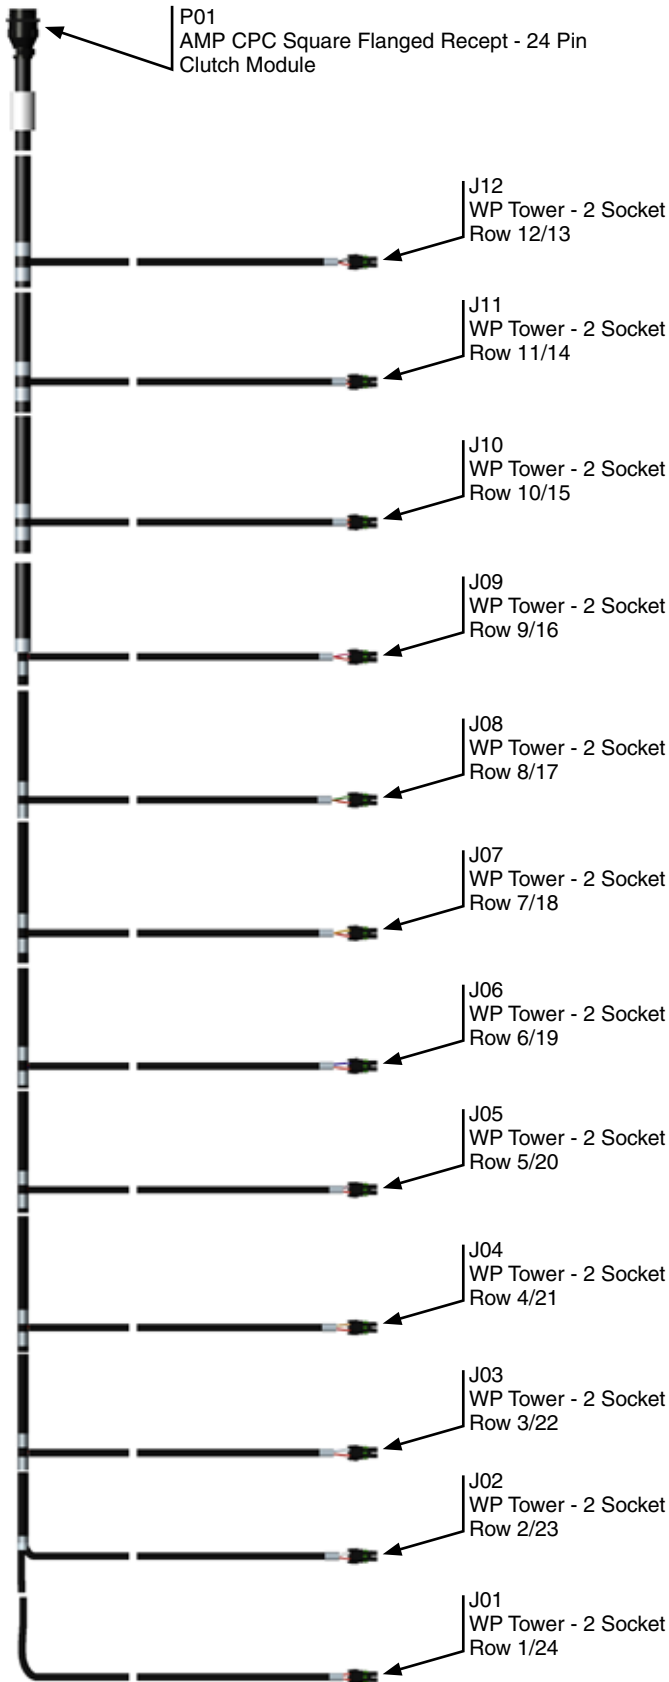 P01
AMP CPC Square Flanged Recept - 24 Pin
Clutch Module
J12
WP Tower - 2 Socket
Row 12/13
J11
WP Tower - 2 Socket
Row 11/14
J10
WP Tower - 2 Socket
Row 10/15
J09
WP Tower - 2 Socket
Row 9/16
J08
WP Tower - 2 Socket
Row 8/17
J07
WP Tower - 2 Socket
Row 7/18
J06
WP Tower - 2 Socket
Row 6/19
J05
WP Tower - 2 Socket
Row 5/20
J04
WP Tower - 2 Socket
Row 4/21
J03
WP Tower - 2 Socket
Row 3/22
J02
WP Tower - 2 Socket
Row 2/23
J01
WP Tower - 2 Socket
Row 1/24